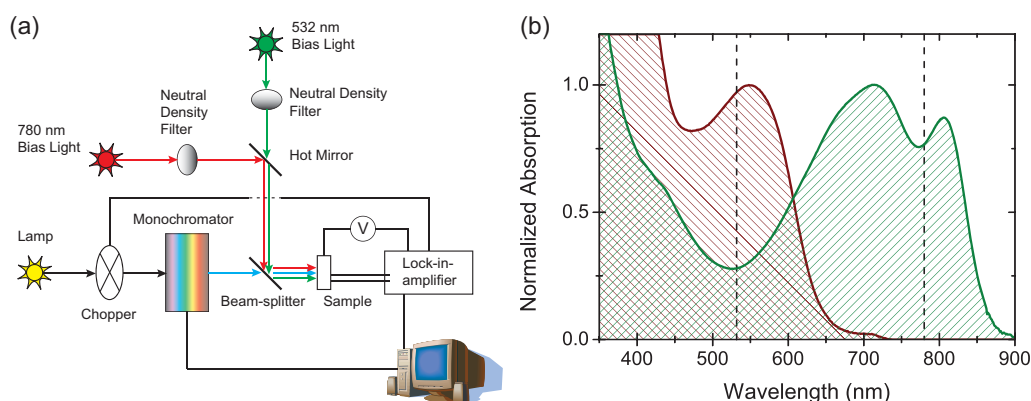 (a)
532 nm
Bias Light
Neutral
Density
Filter
Neutral Density
Filter
780 nm
Bias Light
Hot Mirror
Monochromator
Lamp
V
Lock-in-
amplifier
Chopper
Beam-splitter
Sample
(b)
Normalized Absorption
1.0
0.5
0.0
400 500 600 700 800 900
Wavelength (nm)